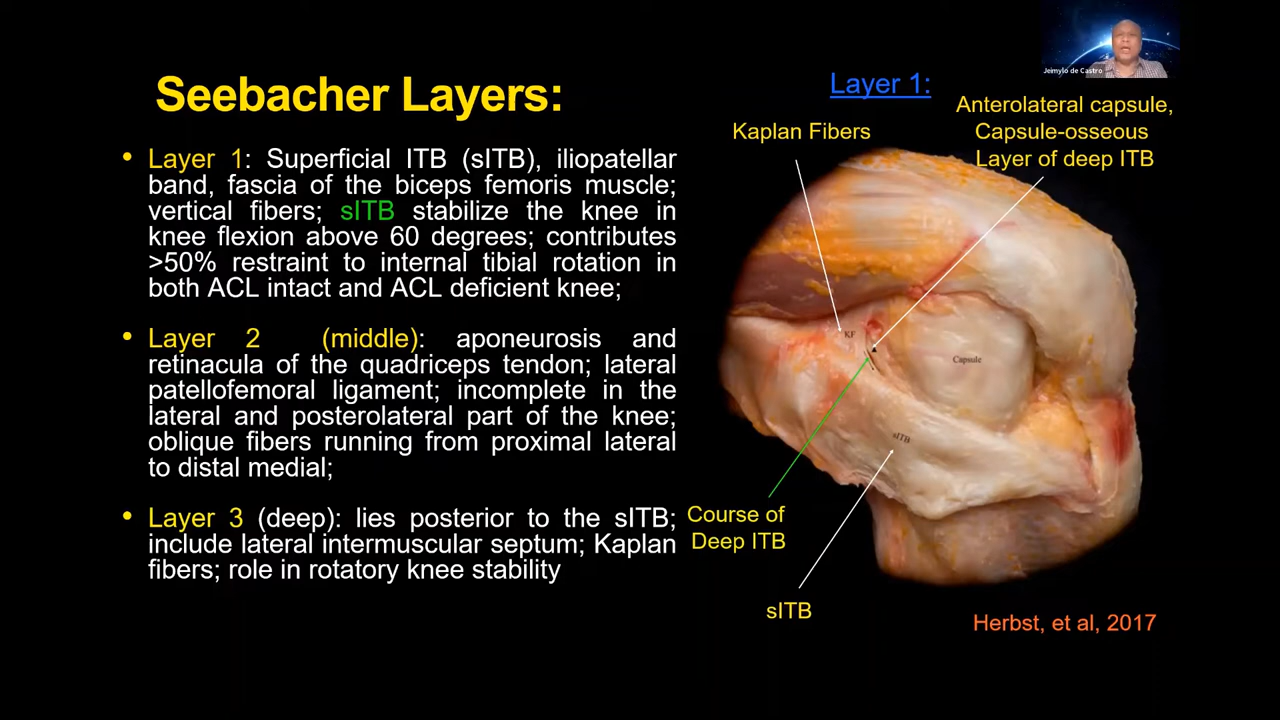 Jeimylo de Castro
Seebacher Layers:
• Layer 1: Superficial ITB (sITB), iliopatellar
band, fascia of the biceps femoris muscle;
vertical fibers; sITB stabilize the knee in
knee flexion above 60 degrees; contributes
>50% restraint to internal tibial rotation in
both ACL intact and ACL deficient knee;
• Layer 2 (middle): aponeurosis and
retinacula of the quadriceps tendon; lateral
patellofemoral ligament; incomplete in the
lateral and posterolateral part of the knee;
oblique fibers running from proximal lateral
to distal medial;
• Layer 3 (deep): lies posterior to the sITB;
include lateral intermuscular septum; Kaplan
fibers; role in rotatory knee stability
Layer 1:
Kaplan Fibers
Anterolateral capsule,
Capsule-osseous
Layer of deep ITB
KF
Capsule
sITB
Course of
Deep ITB
sITB
Herbst, et al, 2017